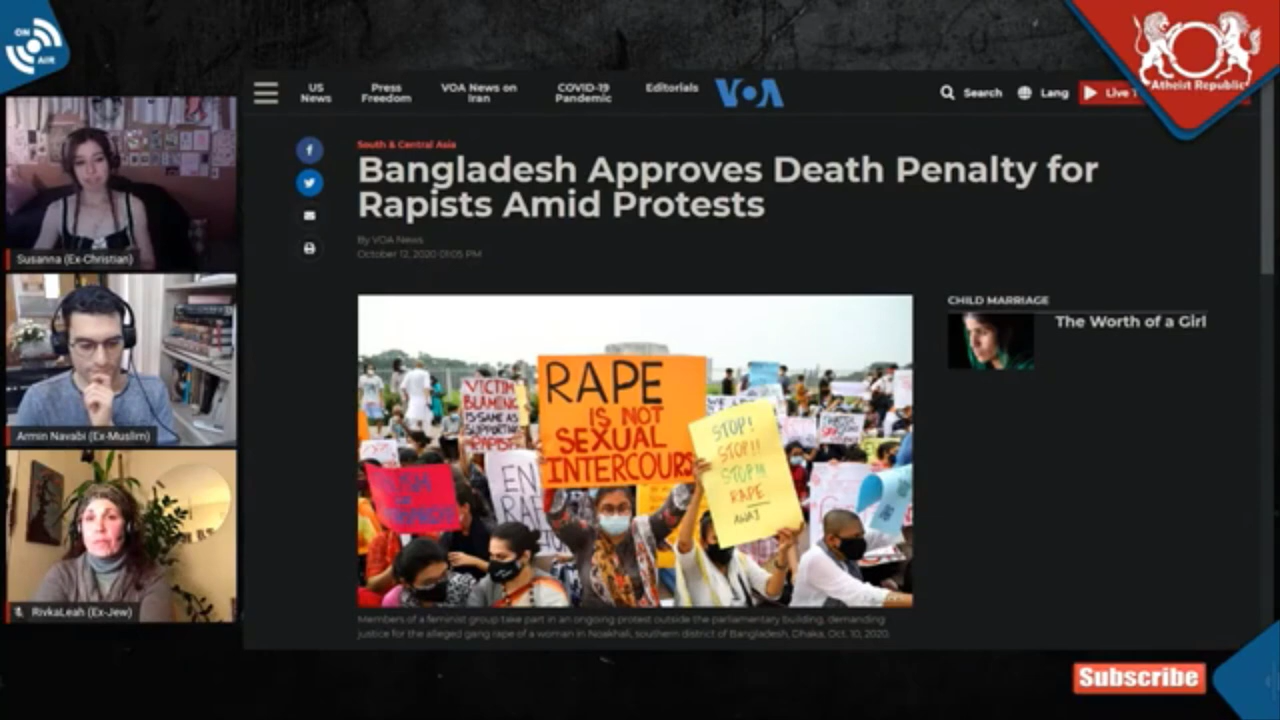 ON
AIR
Atheist Republic
US
News
Press
Freedom
VOA News on
Iran
COVID-19
Pandemic
Editorials
VOA
Search
Lang
Live
South & Central Asia
Bangladesh Approves Death Penalty for
Rapists Amid Protests
By VOA News
October 12, 2020 01:05 PM
CHILD MARRIAGE
The Worth of a Girl
VICTIM
BLAMING
IS SAME AS
SUPPORTING
RAPIST
RAPE
IS NOT
SEXUAL
INTERCOURS
STOP!
STOP!!
STOP!!!
RAPE
EN
RAP
Members of a feminist group take part in an ongoing protest outside the parliamentary building, demanding
justice for the alleged gang rape of a woman in Noakhali, southern district of Bangladesh, Dhaka, Oct. 10, 2020.
Susanna (Ex-Christian)
Armin Navabi (Ex-Muslim)
RivkaLeah (Ex-Jew)
Subscribe